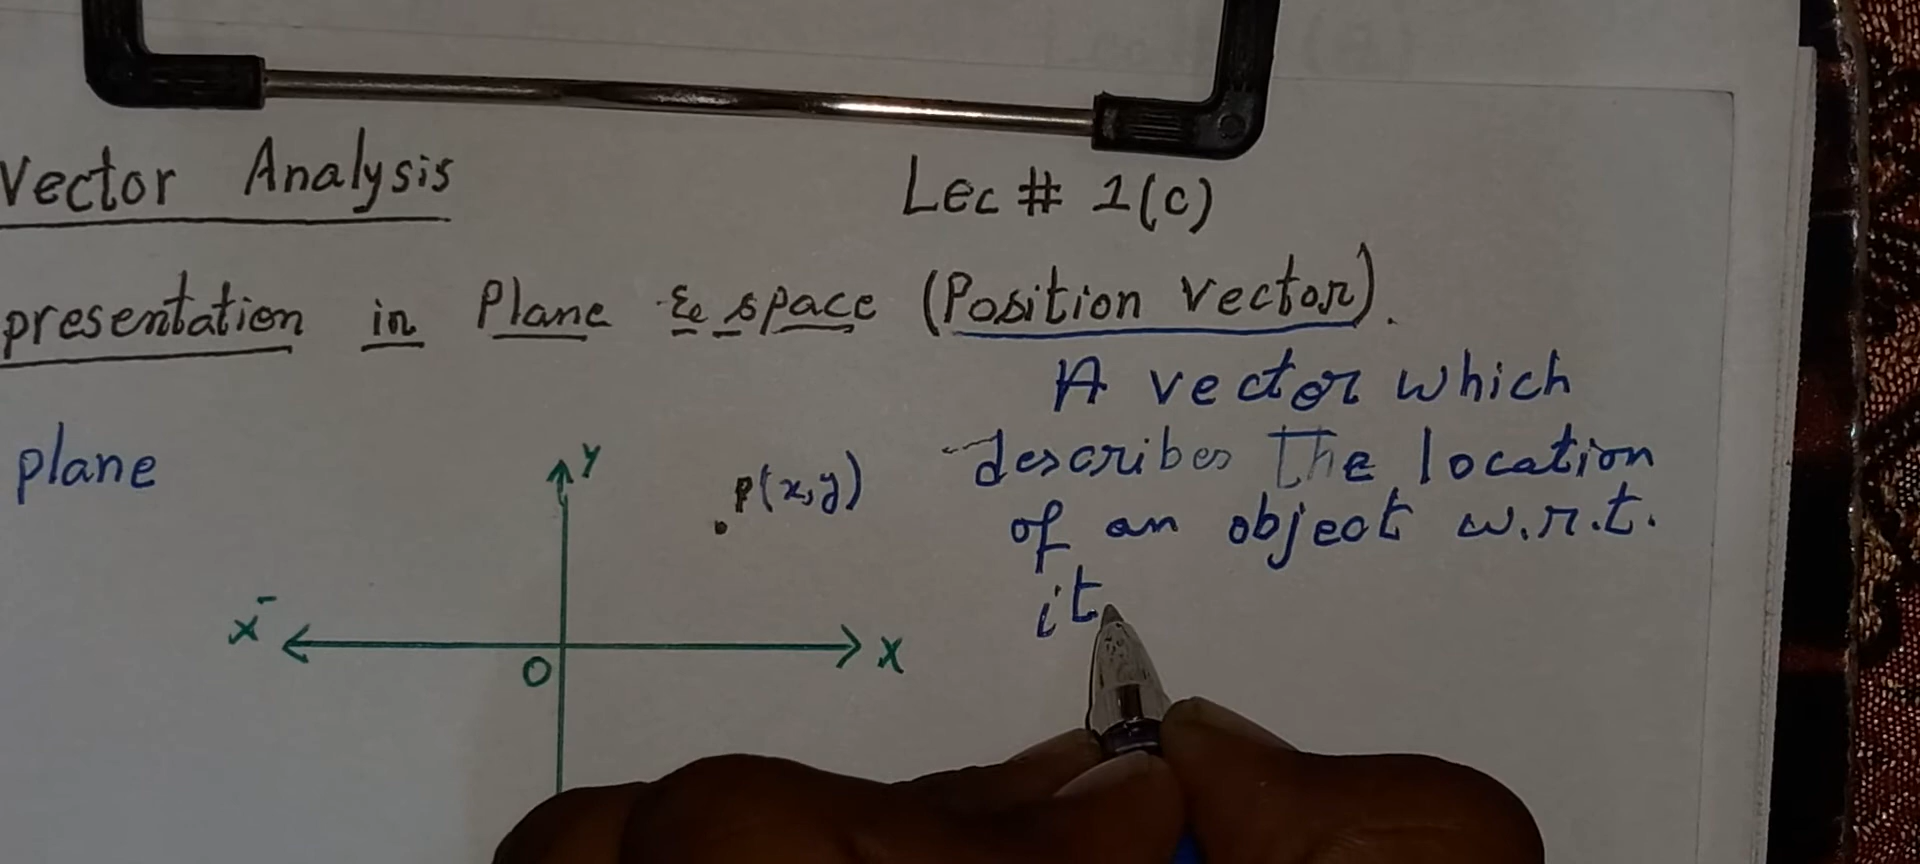 Vector Analysis Lec # 1(c)
presentation in Plane & space (Position vector).
A vector which
plane
describes the location
y
P(x,y)
of an object w.r.t.
it
x̄
O
X